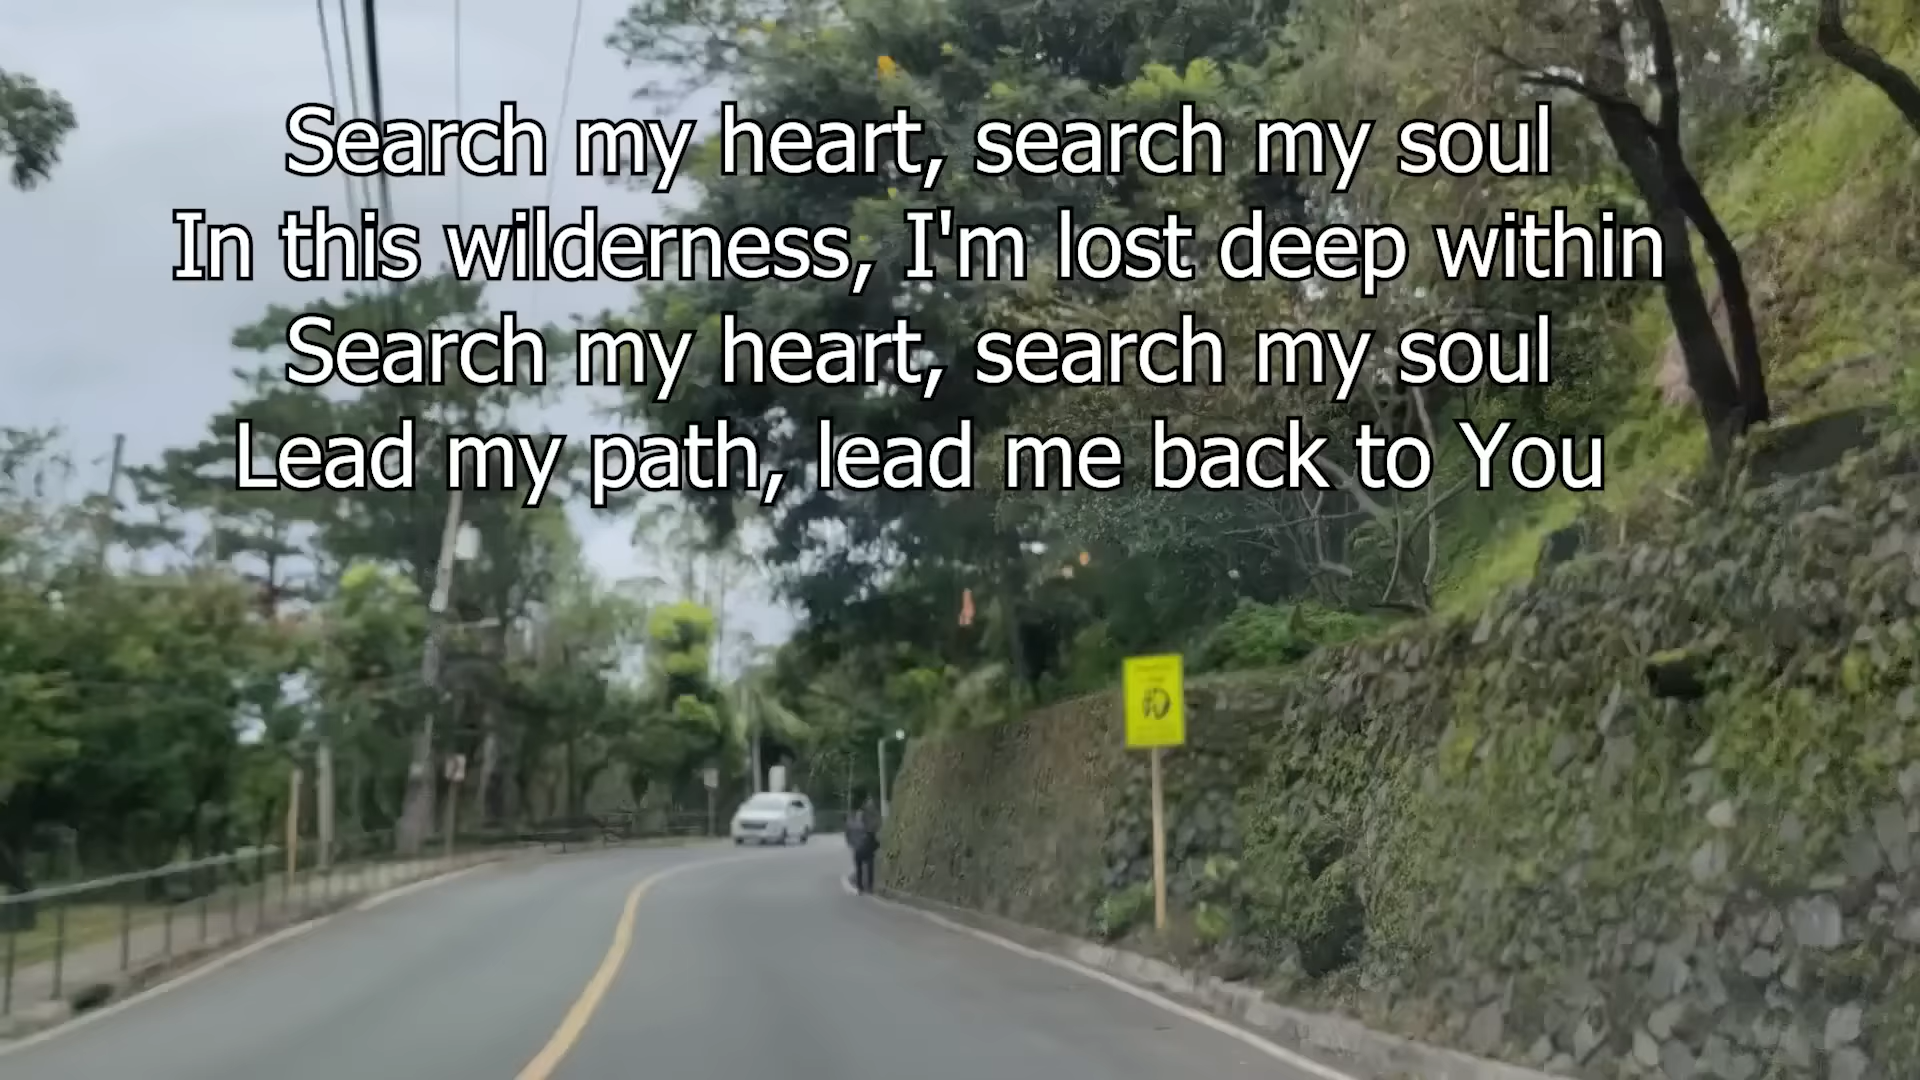 Search my heart, search my soul
In this wilderness, I'm lost deep within
Search my heart, search my soul
Lead my path, lead me back to You